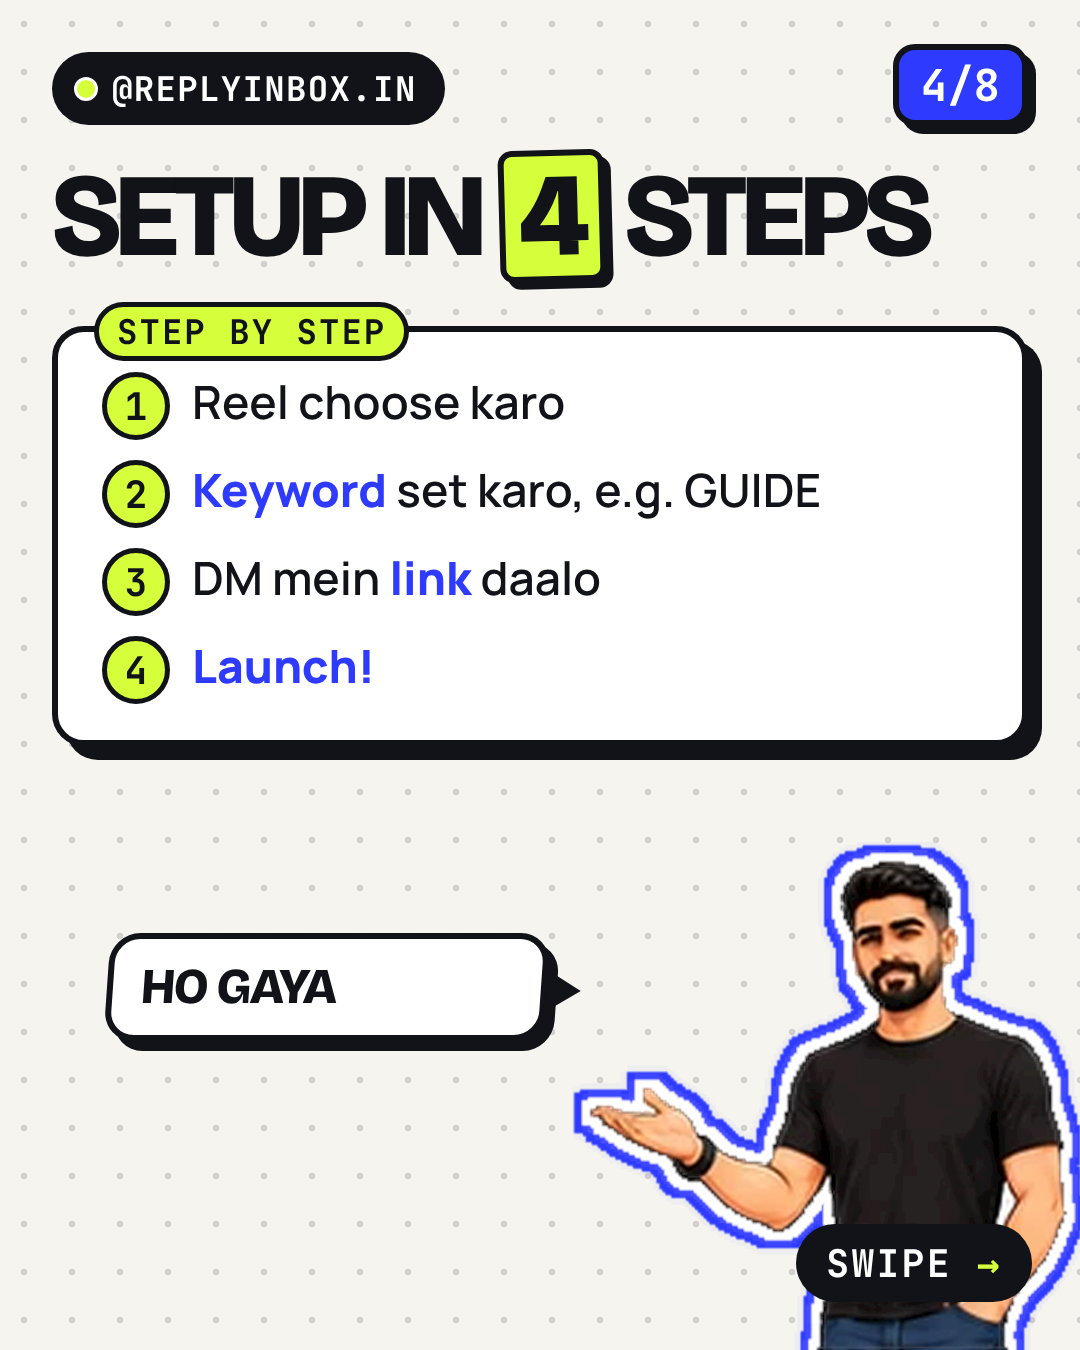 @REPLYINBOX.IN
4/8
SETUP IN 4 STEPS
STEP BY STEP
1 Reel choose karo
2 Keyword set karo, e.g. GUIDE
3 DM mein link daalo
4 Launch!
HO GAYA
SWIPE →